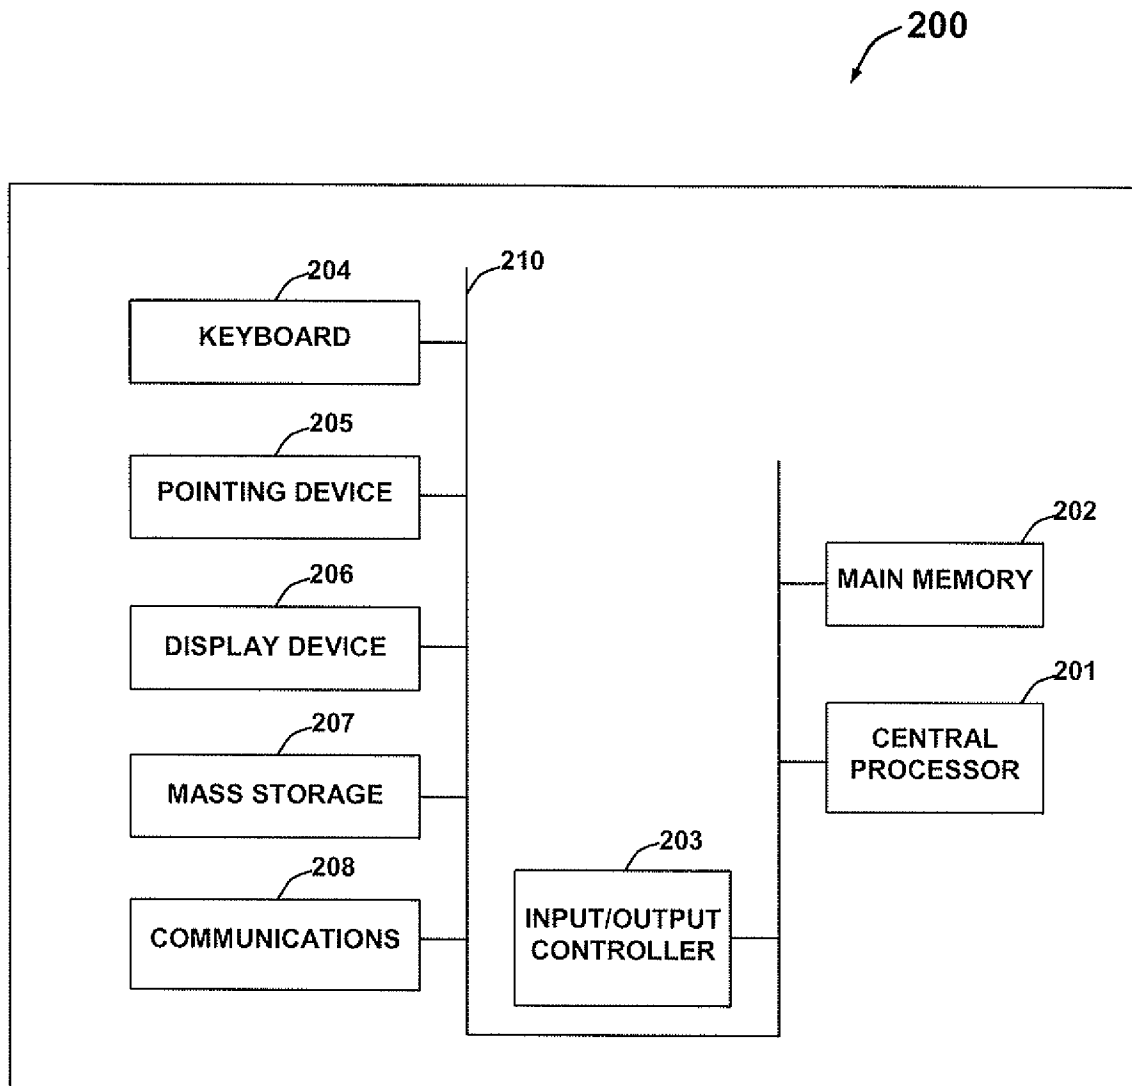 200
210
204
KEYBOARD
205
POINTING DEVICE
202
MAIN MEMORY
206
DISPLAY DEVICE
201
CENTRAL
PROCESSOR
207
MASS STORAGE
203
INPUT/OUTPUT
CONTROLLER
208
COMMUNICATIONS